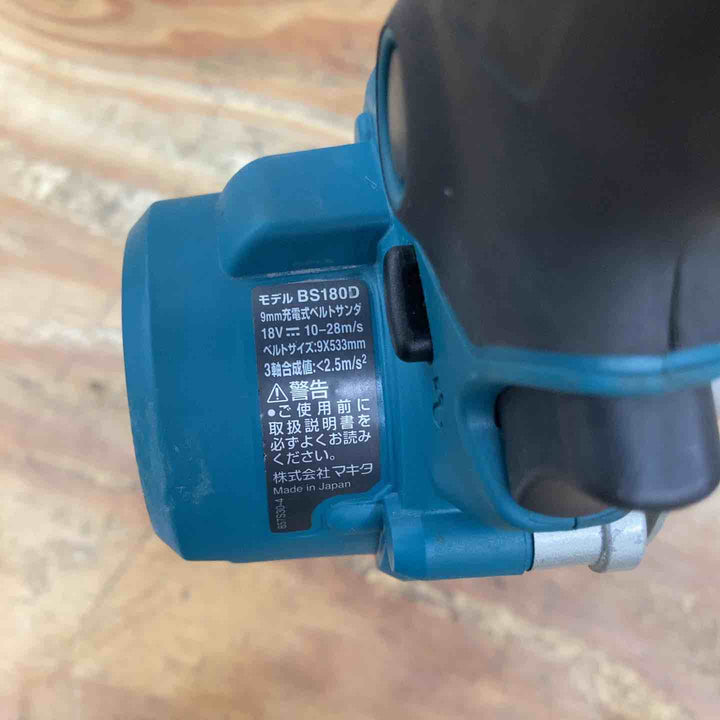 モデル BS180D
9mm充電式ベルトサンダ
18V⎓ 10-28m/s
ベルトサイズ:9X533mm
3軸合成値:<2.5m/s²
⚠警告
●ご使用前に
取扱説明書を
必ずよくお読み
ください。
株式会社マキタ
Made in Japan
857S30-4